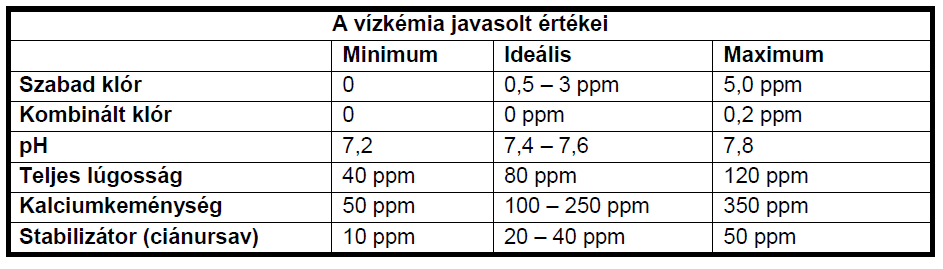 A vízkémia javasolt értékei
Minimum Ideális Maximum
Szabad klór 0 0,5 – 3 ppm 5,0 ppm
Kombinált klór 0 0 ppm 0,2 ppm
pH 7,2 7,4 – 7,6 7,8
Teljes lúgosság 40 ppm 80 ppm 120 ppm
Kalciumkeménység 50 ppm 100 – 250 ppm 350 ppm
Stabilizátor (ciánursav) 10 ppm 20 – 40 ppm 50 ppm